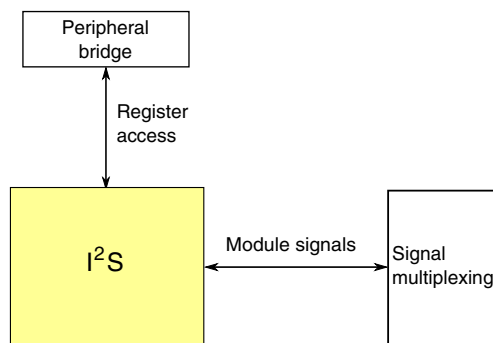 Peripheral
bridge
Register
access
I²S
Module signals
Signal
multiplexing